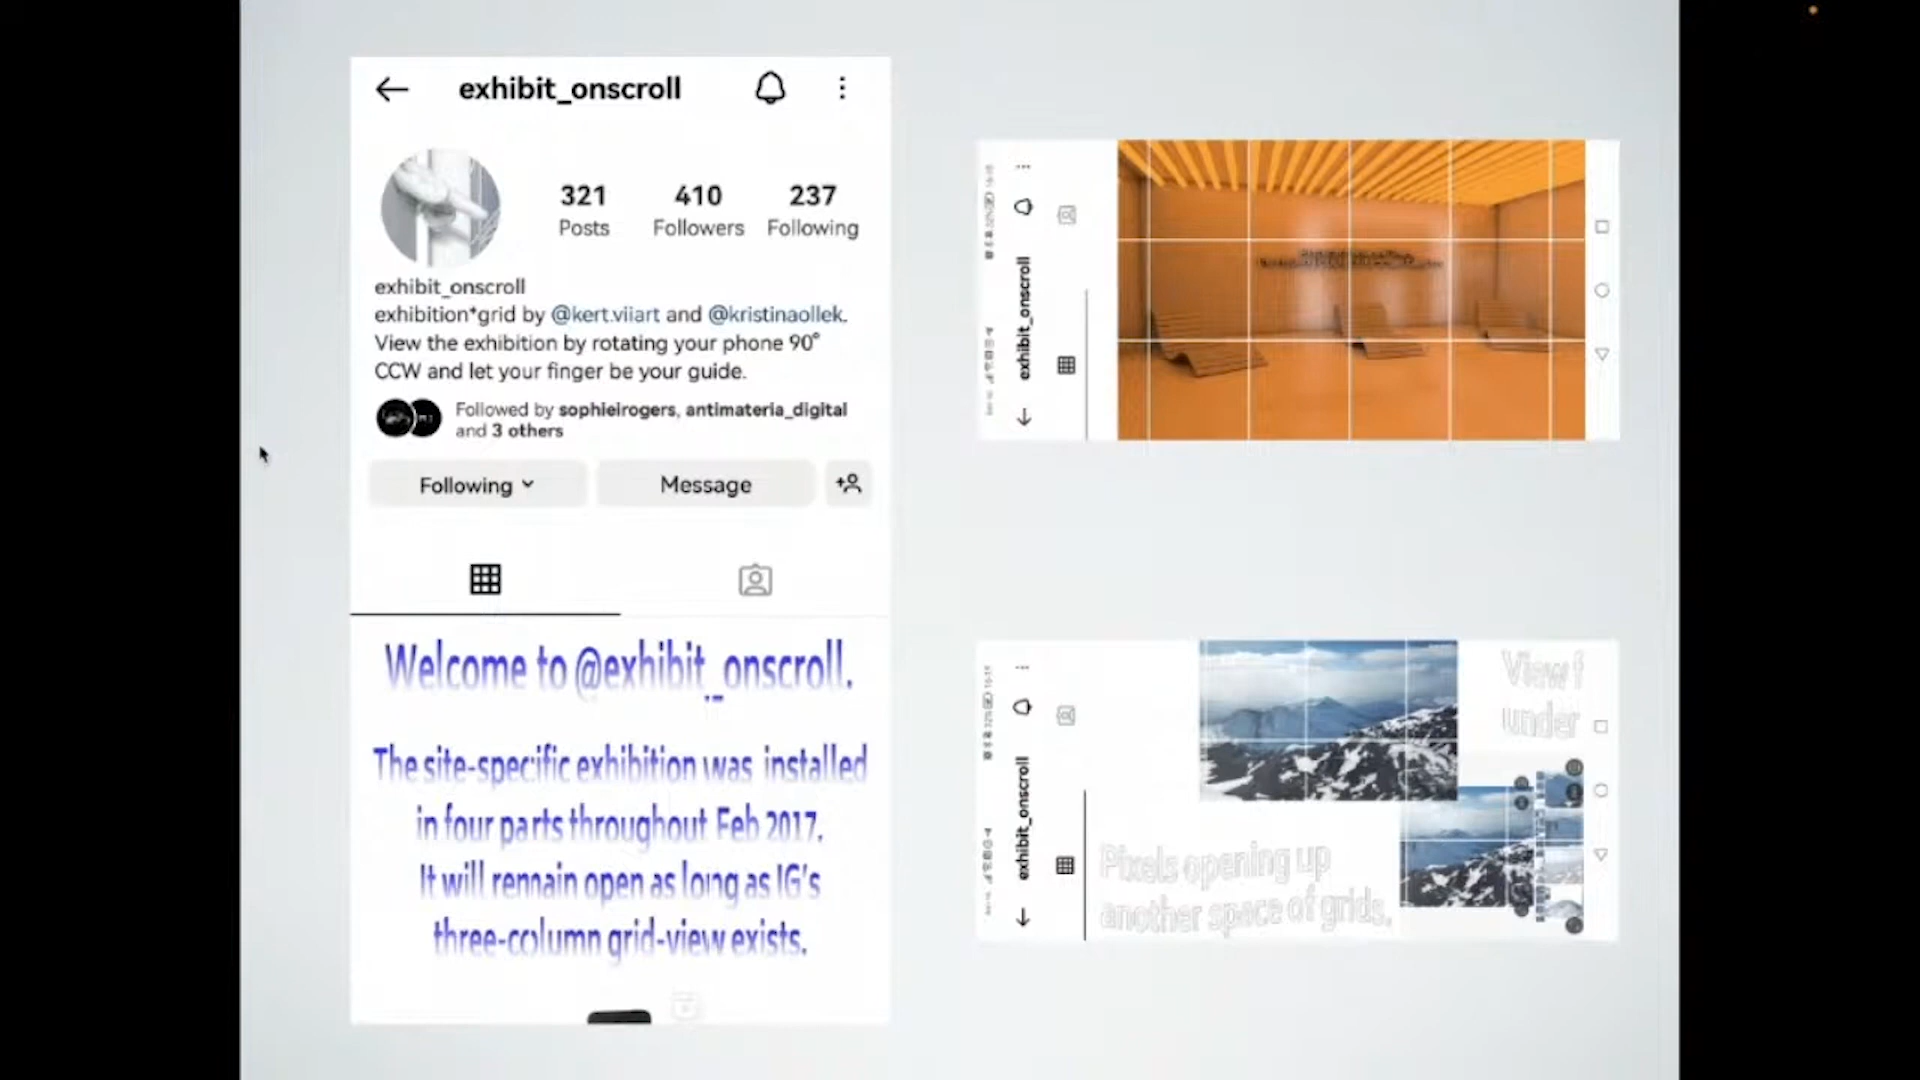 exhibit_onscroll
321
410
237
Posts
Followers
Following
exhibit_onscroll
exhibition*grid by @kert.viiart and @kristinaollek.
View the exhibition by rotating your phone 90°
CCW and let your finger be your guide.
Followed by sophieirogers, antimateria_digital
and 3 others
Following
Message
Welcome to @exhibit_onscroll.
The site-specific exhibition was installed
in four parts throughout Feb 2017.
It will remain open as long as IG's
three-column grid-view exists.
exhibit_onscroll
exhibit_onscroll
View f
under
Pixels opening up
another space of grids.